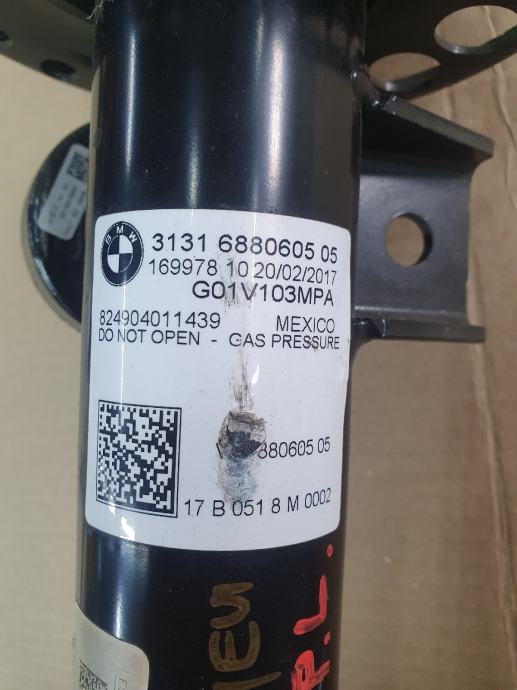 BMW
3131 6880605 05
169978 10 20/02/2017
G01V103MPA
824904011439 MEXICO
DO NOT OPEN - GAS PRESSURE
880605 05
17 B 051 8 M 0002
P.L.